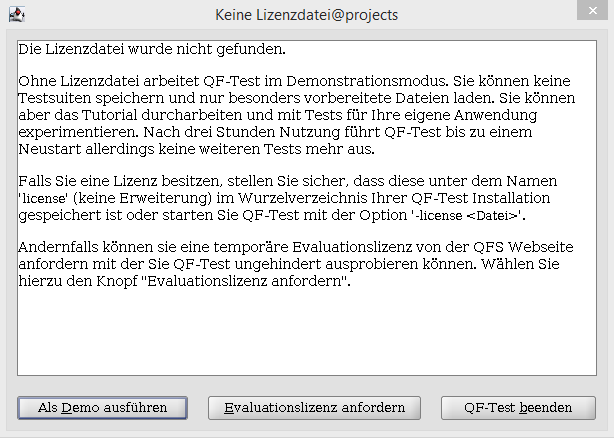 Keine Lizenzdatei@projects
Die Lizenzdatei wurde nicht gefunden.
Ohne Lizenzdatei arbeitet QF-Test im Demonstrationsmodus. Sie können keine
Testsuiten speichern und nur besonders vorbereitete Dateien laden. Sie können
aber das Tutorial durcharbeiten und mit Tests für Ihre eigene Anwendung
experimentieren. Nach drei Stunden Nutzung führt QF-Test bis zu einem
Neustart allerdings keine weiteren Tests mehr aus.
Falls Sie eine Lizenz besitzen, stellen Sie sicher, dass diese unter dem Namen
'license' (keine Erweiterung) im Wurzelverzeichnis Ihrer QF-Test Installation
gespeichert ist oder starten Sie QF-Test mit der Option '-license <Datei>'.
Andernfalls können sie eine temporäre Evaluationslizenz von der QFS Webseite
anfordern mit der Sie QF-Test ungehindert ausprobieren können. Wählen Sie
hierzu den Knopf "Evaluationslizenz anfordern".
Als Demo ausführen
Evaluationslizenz anfordern
QF-Test beenden